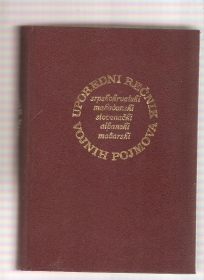 UPOREDNI REČNIK
srpskohrvatski
makedonski
slovenački
albanski
mađarski
VOJNIH POJMOVA